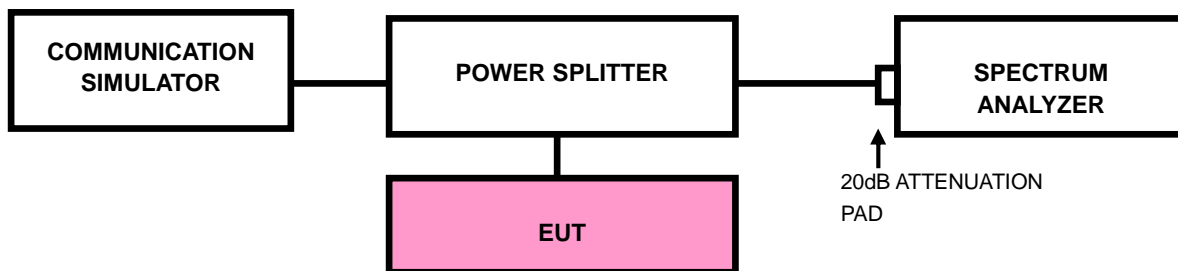 COMMUNICATION
SIMULATOR
POWER SPLITTER
SPECTRUM
ANALYZER
20dB ATTENUATION
PAD
EUT